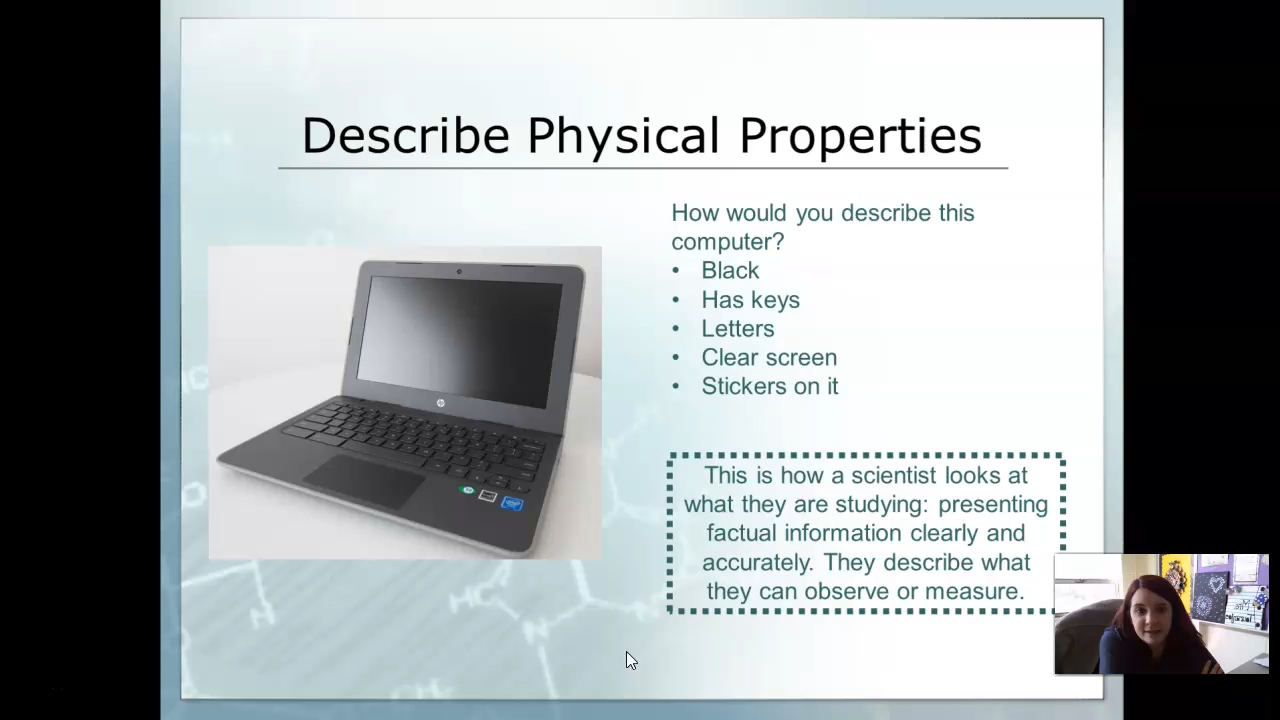 Describe Physical Properties
How would you describe this
computer?
• Black
• Has keys
• Letters
• Clear screen
• Stickers on it
This is how a scientist looks at
what they are studying: presenting
factual information clearly and
accurately. They describe what
they can observe or measure.
hp
HC
N